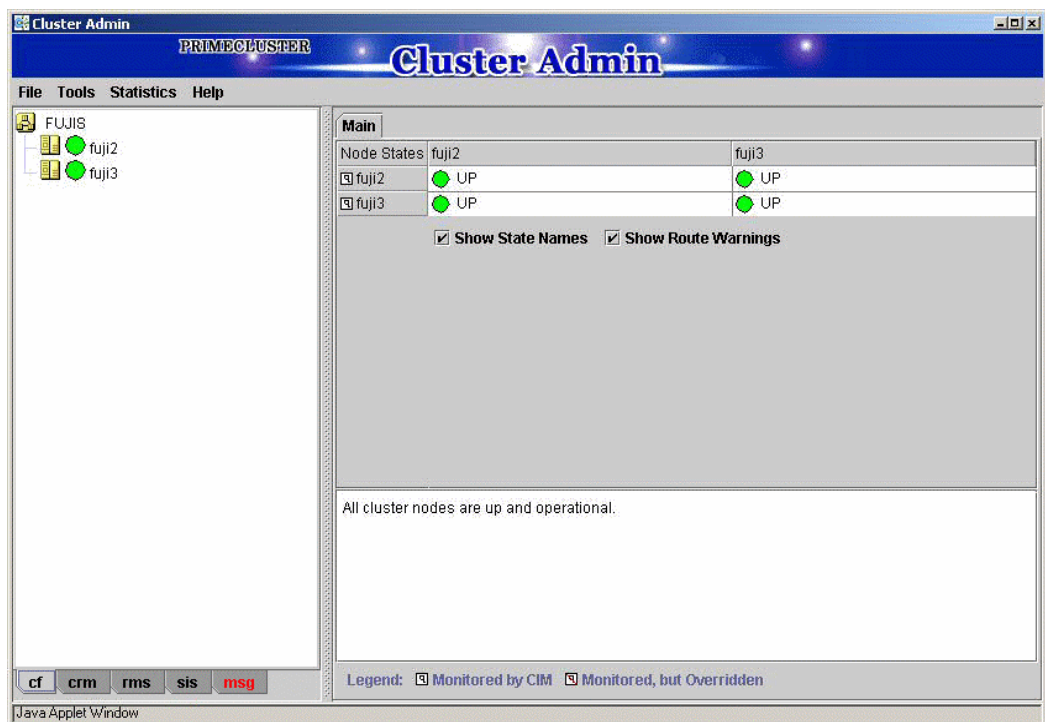 Cluster Admin
PRIMECLUSTER
Cluster Admin
File Tools Statistics Help
FUJIS
fuji2
fuji3
Main
Node States fuji2 fuji3
fuji2 UP UP
fuji3 UP UP
Show State Names Show Route Warnings
All cluster nodes are up and operational.
cf crm rms sis msg
Legend: Monitored by CIM Monitored, but Overridden
Java Applet Window